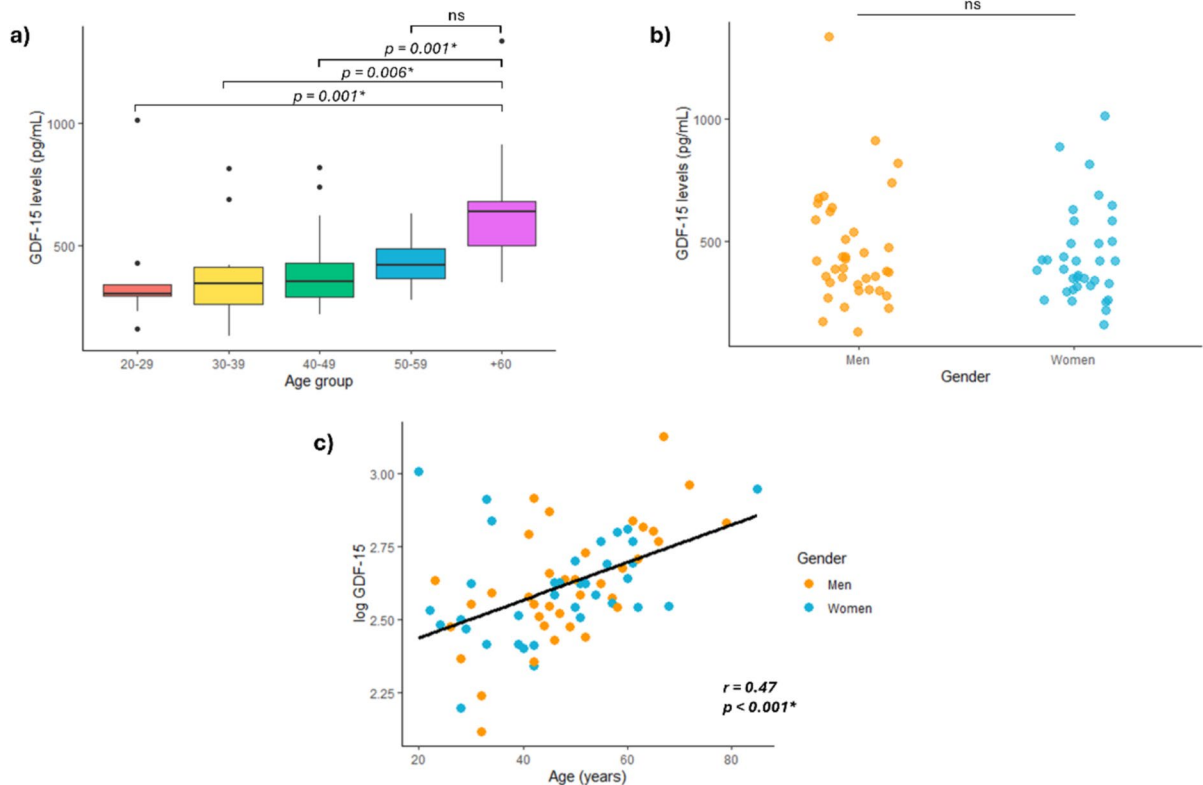 a)
ns
p = 0.001*
p = 0.006*
p = 0.001*
GDF-15 levels (pg/mL)
1000
500
20-29
30-39
40-49
50-59
+60
Age group
b)
ns
GDF-15 levels (pg/mL)
1000
500
Men
Women
Gender
c)
log GDF-15
3.00
2.75
2.50
2.25
20
40
60
80
Age (years)
r = 0.47
p < 0.001*
Gender
Men
Women